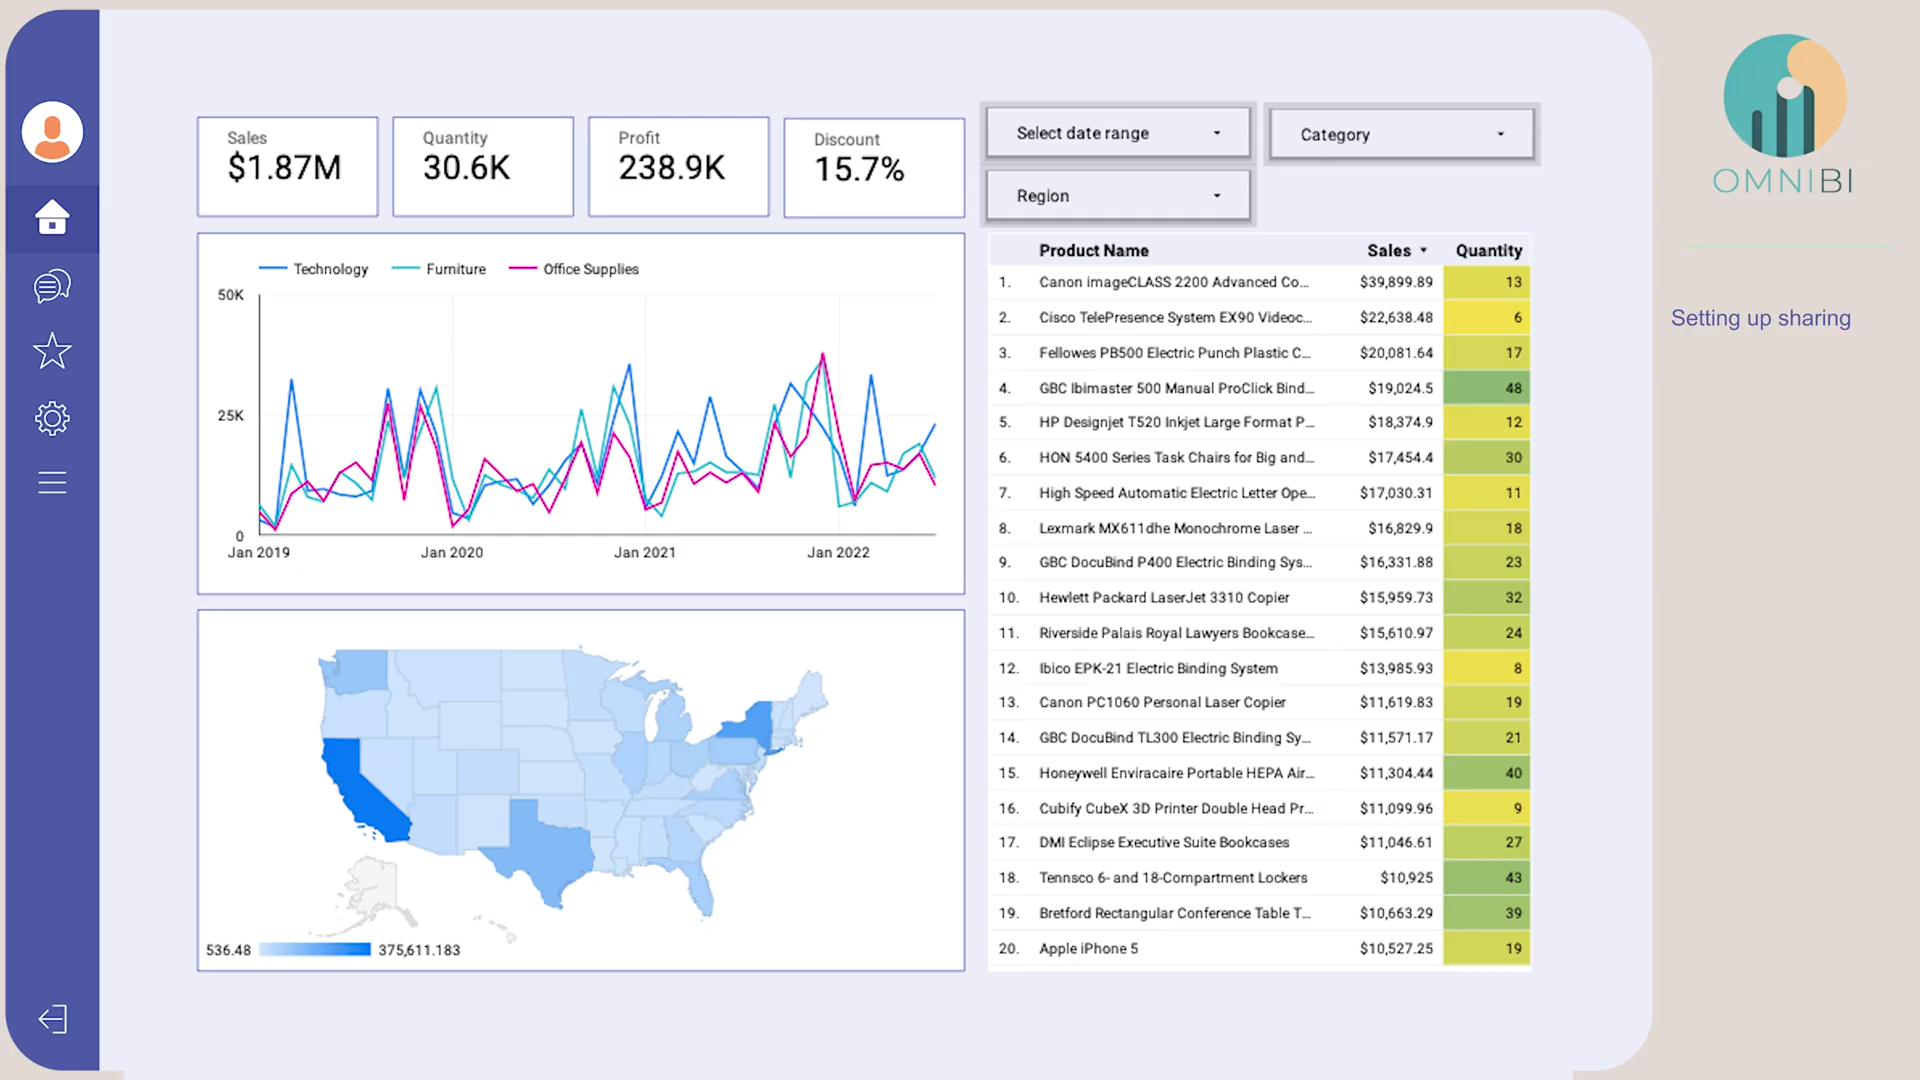 Sales
$1.87M
Quantity
30.6K
Profit
238.9K
Discount
15.7%
Select date range
Category
Region
OMNIBI
Setting up sharing
Technology
Furniture
Office Supplies
50K
25K
0
Jan 2019
Jan 2020
Jan 2021
Jan 2022
536.48
375,611.183
Product Name Sales Quantity
1. Canon imageCLASS 2200 Advanced Co... $39,899.89 13
2. Cisco TelePresence System EX90 Videoc... $22,638.48 6
3. Fellowes PB500 Electric Punch Plastic C... $20,081.64 17
4. GBC Ibimaster 500 Manual ProClick Bind... $19,024.5 48
5. HP Designjet T520 Inkjet Large Format P... $18,374.9 12
6. HON 5400 Series Task Chairs for Big and... $17,454.4 30
7. High Speed Automatic Electric Letter Ope... $17,030.31 11
8. Lexmark MX611dhe Monochrome Laser ... $16,829.9 18
9. GBC DocuBind P400 Electric Binding Sys... $16,331.88 23
10. Hewlett Packard LaserJet 3310 Copier $15,959.73 32
11. Riverside Palais Royal Lawyers Bookcase... $15,610.97 24
12. Ibico EPK-21 Electric Binding System $13,985.93 8
13. Canon PC1060 Personal Laser Copier $11,619.83 19
14. GBC DocuBind TL300 Electric Binding Sy... $11,571.17 21
15. Honeywell Enviracaire Portable HEPA Air... $11,304.44 40
16. Cubify CubeX 3D Printer Double Head Pr... $11,099.96 9
17. DMI Eclipse Executive Suite Bookcases $11,046.61 27
18. Tennsco 6- and 18-Compartment Lockers $10,925 43
19. Bretford Rectangular Conference Table T... $10,663.29 39
20. Apple iPhone 5 $10,527.25 19